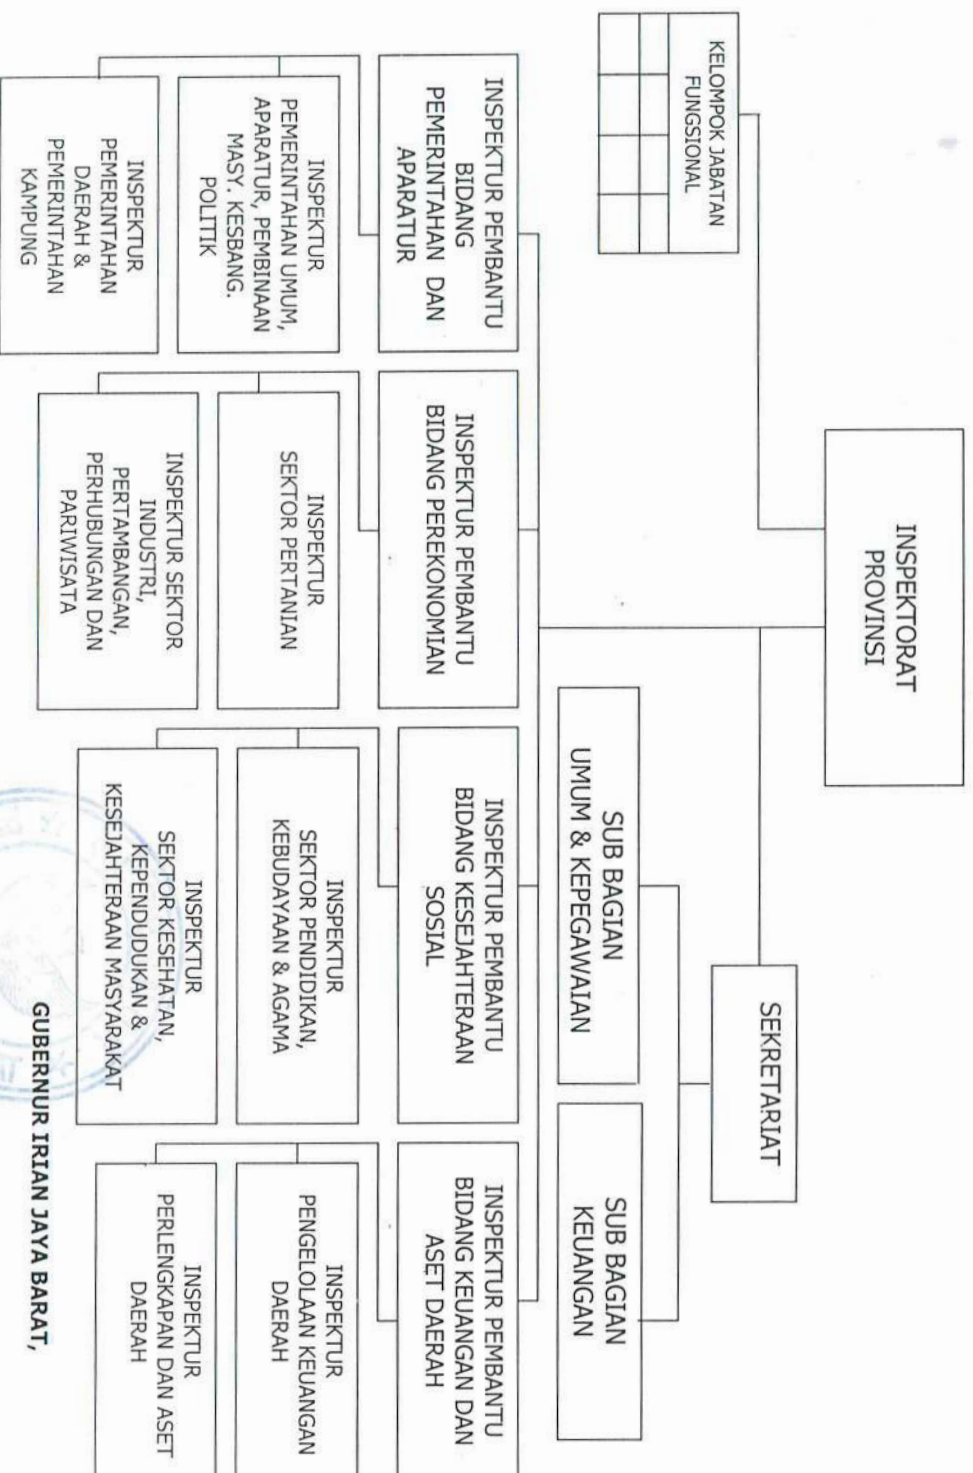 INSPEKTORAT
PROVINSI
KELOMPOK JABATAN
FUNGSIONAL
SEKRETARIAT
SUB BAGIAN
UMUM & KEPEGAWAIAN
SUB BAGIAN
KEUANGAN
INSPEKTUR PEMBANTU
BIDANG
PEMERINTAHAN DAN
APARATUR
INSPEKTUR PEMBANTU
BIDANG PEREKONOMIAN
INSPEKTUR PEMBANTU
BIDANG KESEJAHTERAAN
SOSIAL
INSPEKTUR PEMBANTU
BIDANG KEUANGAN DAN
ASET DAERAH
INSPEKTUR
PEMERINTAHAN UMUM,
APARATUR, PEMBINAAN
MASY. KESBANG.
POLITIK
INSPEKTUR
SEKTOR PERTANIAN
INSPEKTUR
SEKTOR PENDIDIKAN,
KEBUDAYAAN & AGAMA
INSPEKTUR
PENGELOLAAN KEUANGAN
DAERAH
INSPEKTUR
PEMERINTAHAN
DAERAH &
PEMERINTAHAN
KAMPUNG
INSPEKTUR SEKTOR
INDUSTRI,
PERTAMBANGAN,
PERHUBUNGAN DAN
PARIWISATA
INSPEKTUR
SEKTOR KESEHATAN,
KEPENDUDUKAN &
KESEJAHTERAAN MASYARAKAT
INSPEKTUR
PERLENGKAPAN DAN ASET
DAERAH
GUBERNUR IRIAN JAYA BARAT,